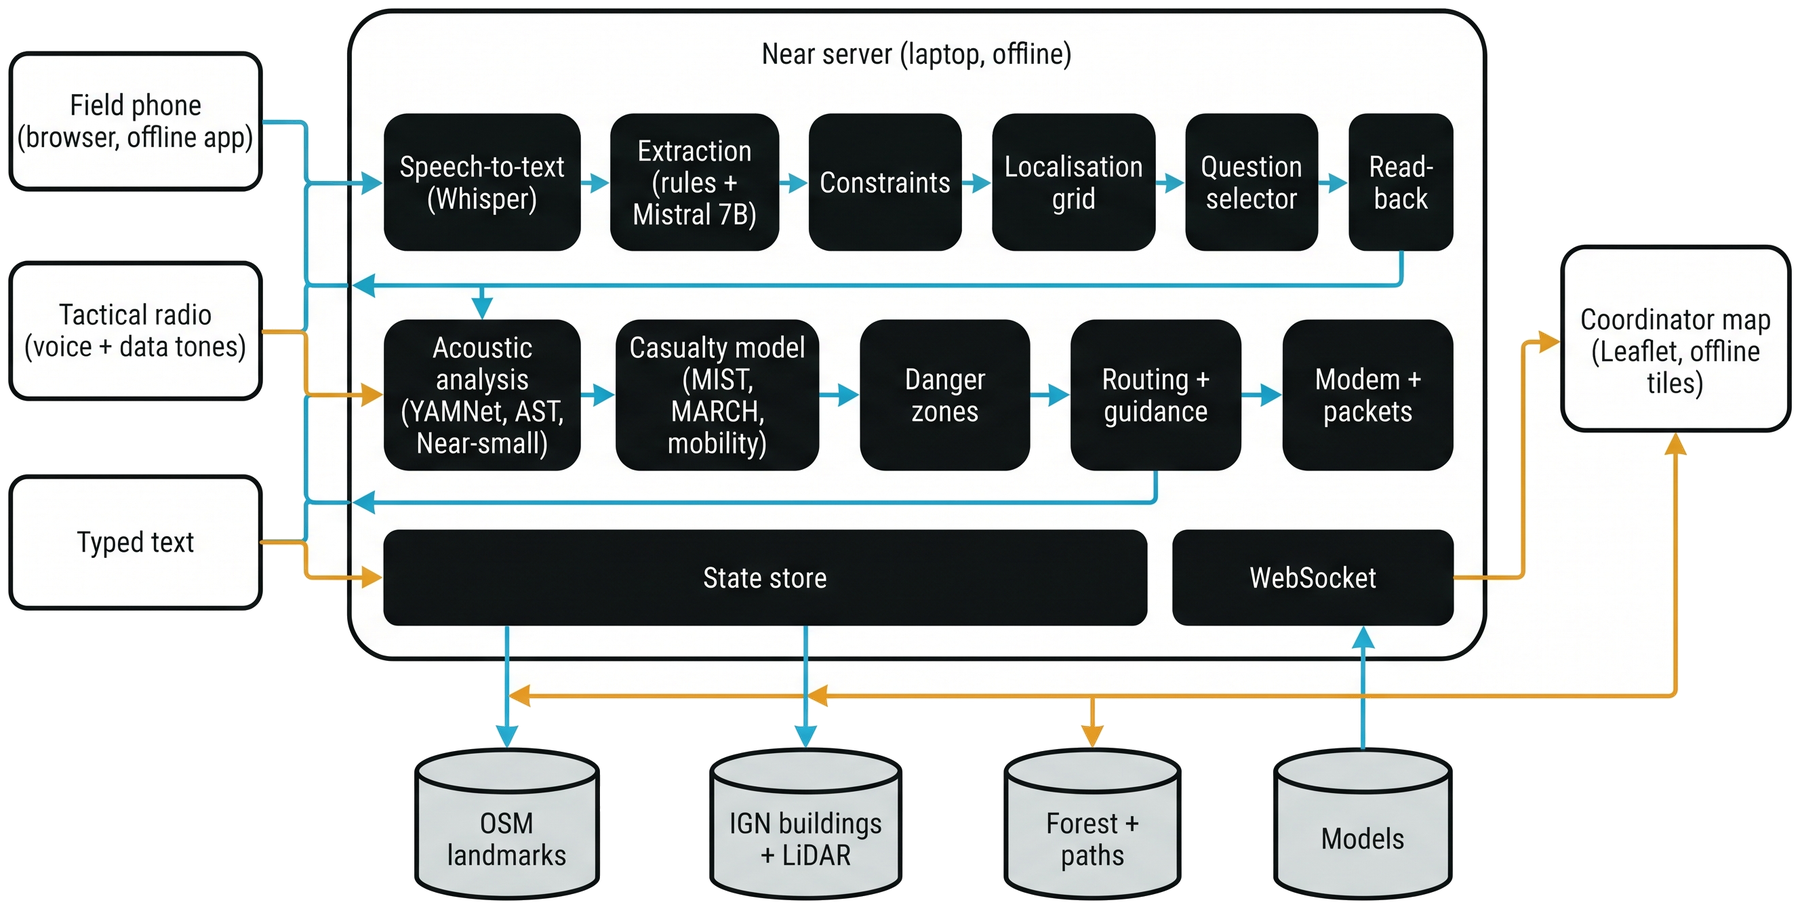 Near server (laptop, offline)
Field phone
(browser, offline app)
Speech-to-text
(Whisper)
Extraction
(rules +
Mistral 7B)
Constraints
Localisation
grid
Question
selector
Read-
back
Tactical radio
(voice + data tones)
Acoustic
analysis
(YAMNet, AST,
Near-small)
Casualty model
(MIST,
MARCH,
mobility)
Danger
zones
Routing +
guidance
Modem +
packets
Coordinator map
(Leaflet, offline
tiles)
Typed text
State store
WebSocket
OSM
landmarks
IGN buildings
+ LiDAR
Forest +
paths
Models